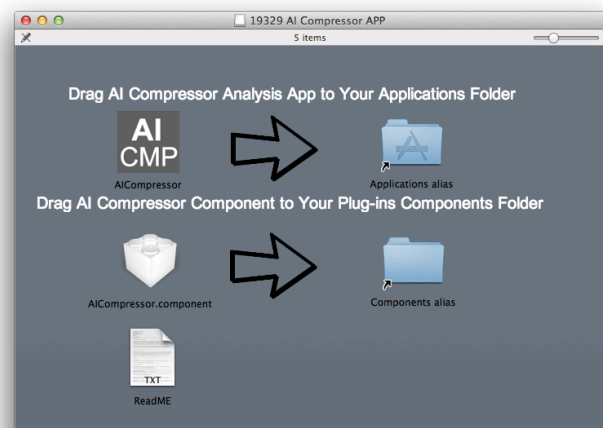 19329 AI Compressor APP
5 items
Drag AI Compressor Analysis App to Your Applications Folder
AI
CMP
AICompressor
Applications alias
Drag AI Compressor Component to Your Plug-ins Components Folder
AICompressor.component
Components alias
TXT
ReadME